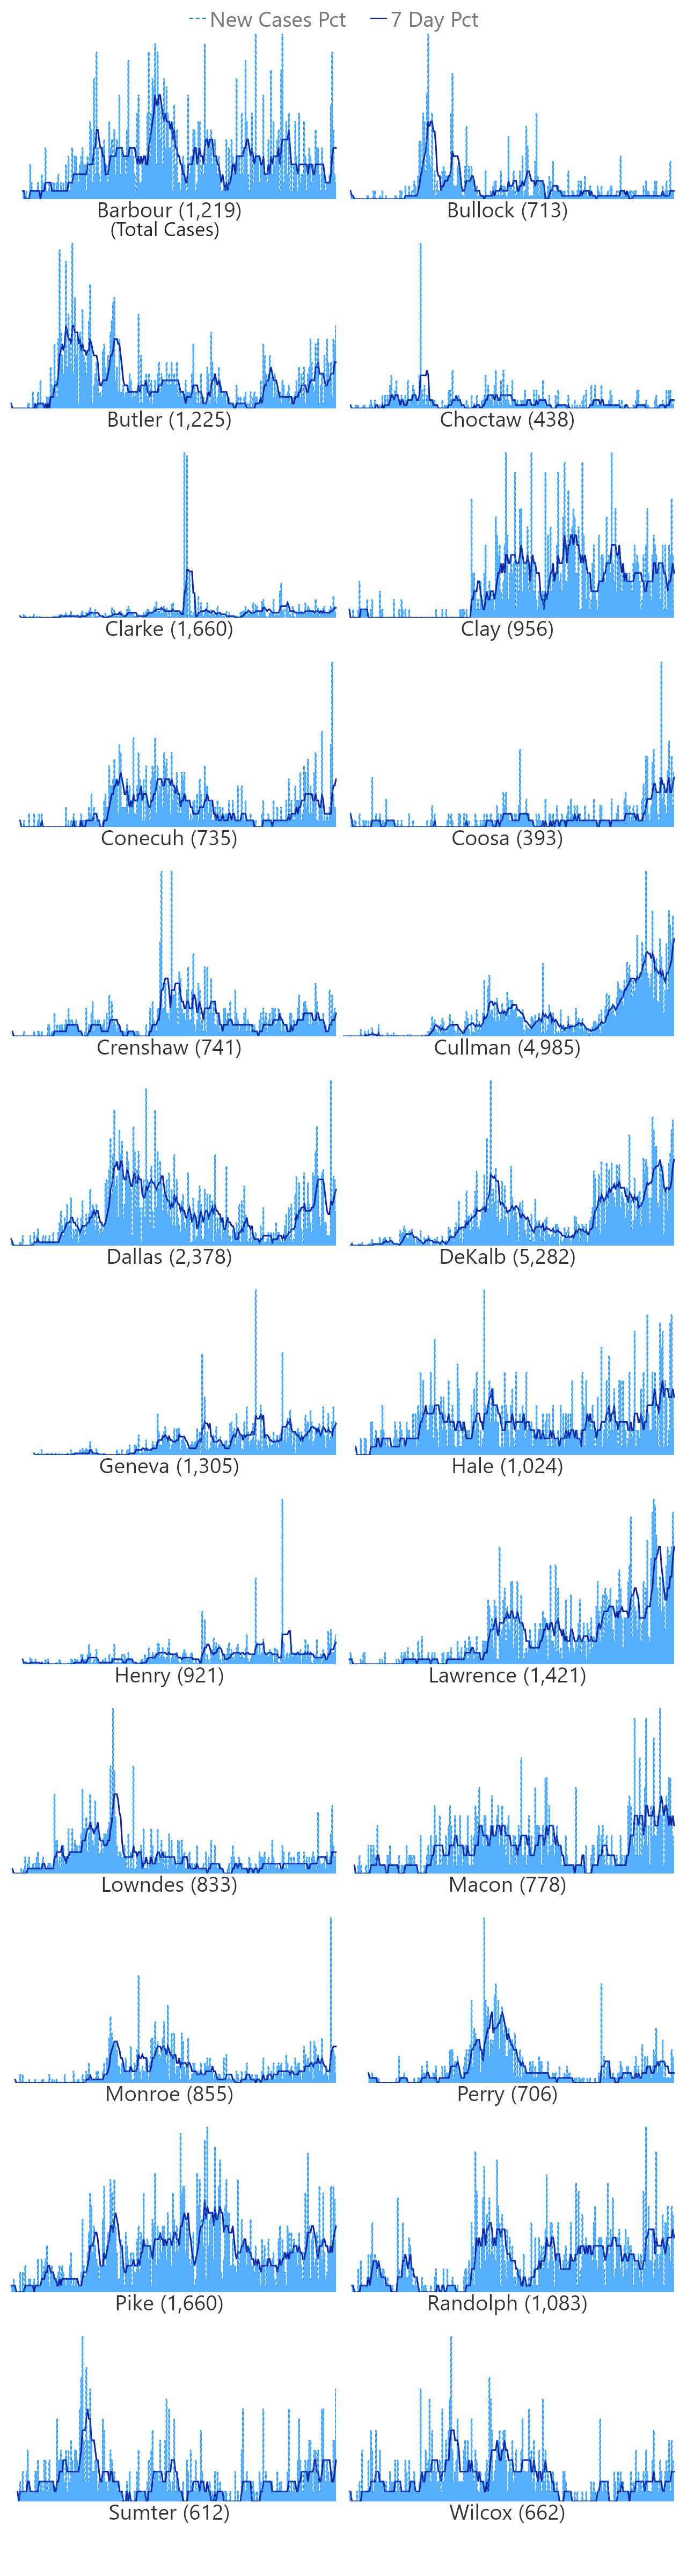 New Cases Pct 7 Day Pct
Barbour (1,219) Bullock (713)
(Total Cases)
Butler (1,225) Choctaw (438)
Clarke (1,660) Clay (956)
Conecuh (735) Coosa (393)
Crenshaw (741) Cullman (4,985)
Dallas (2,378) DeKalb (5,282)
Geneva (1,305) Hale (1,024)
Henry (921) Lawrence (1,421)
Lowndes (833) Macon (778)
Monroe (855) Perry (706)
Pike (1,660) Randolph (1,083)
Sumter (612) Wilcox (662)